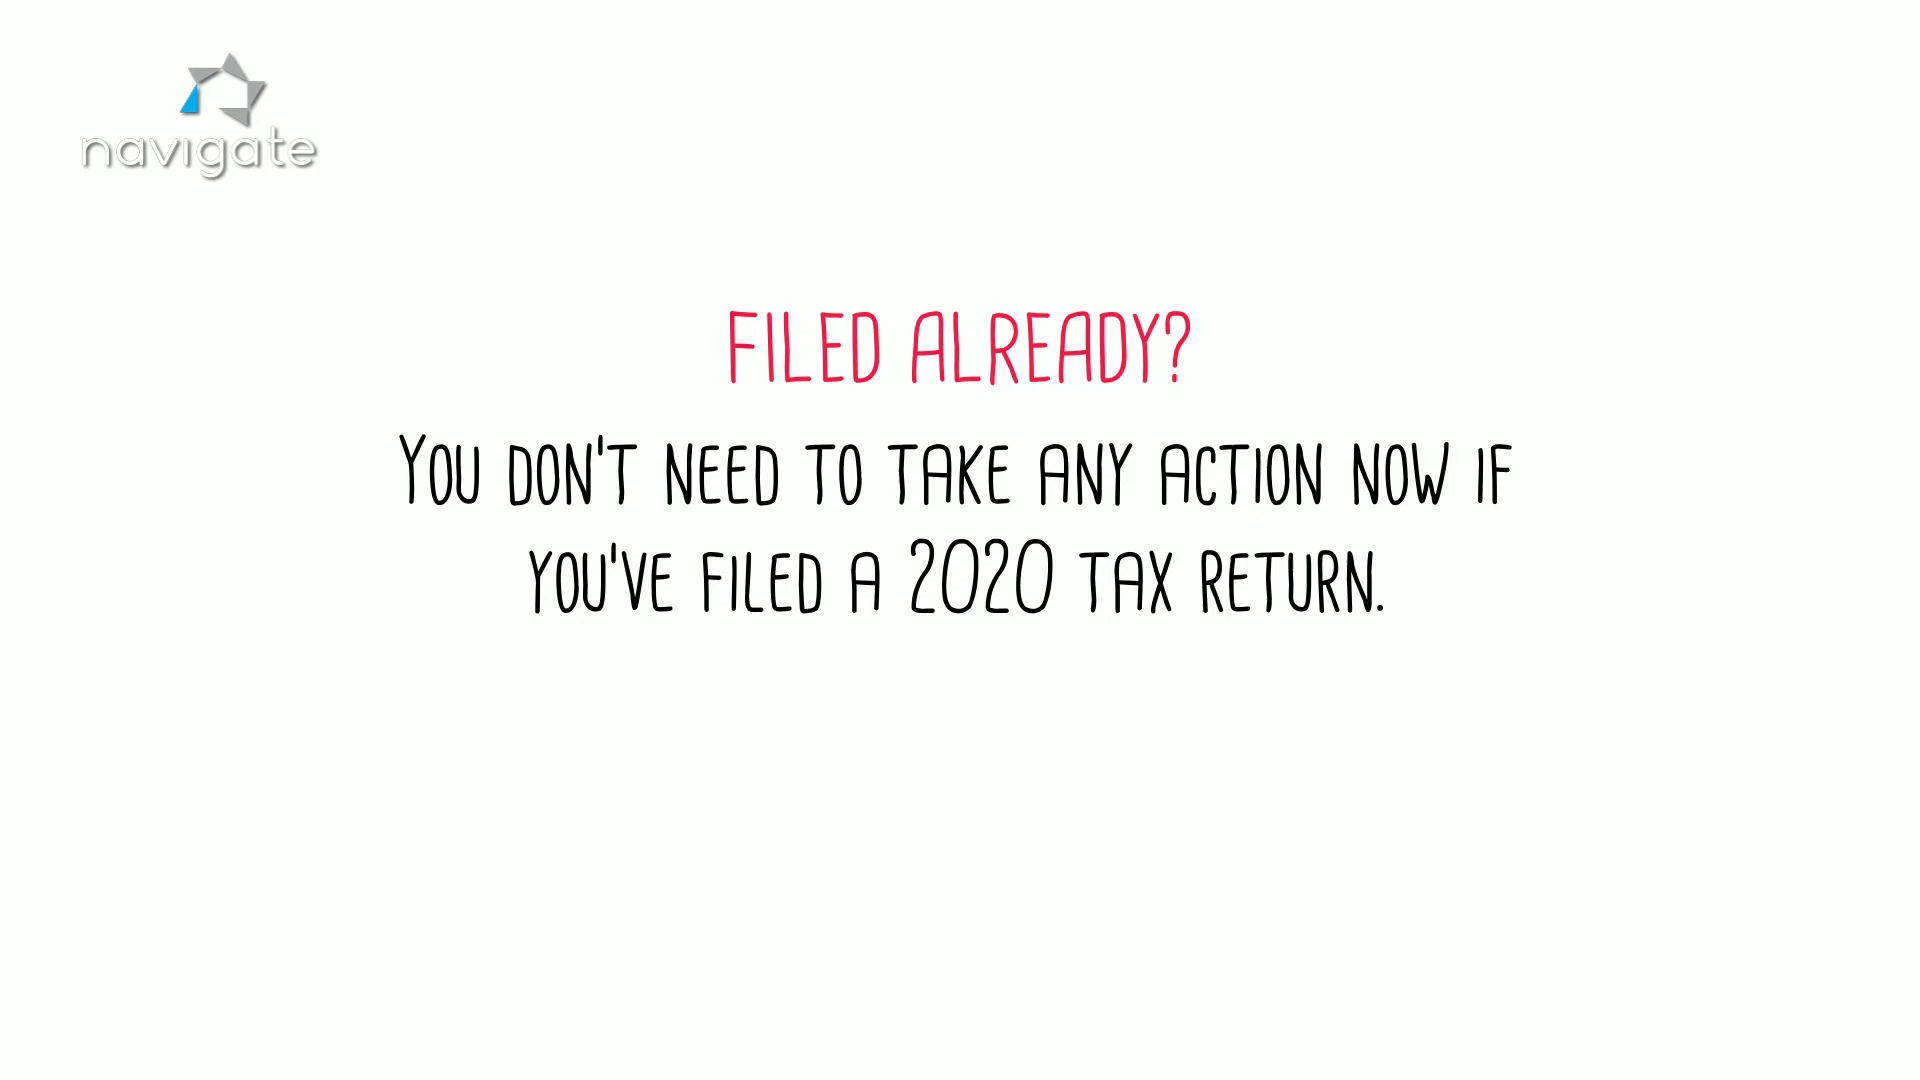 navigate
FILED ALREADY?
YOU DON'T NEED TO TAKE ANY ACTION NOW IF
YOU'VE FILED A 2020 TAX RETURN.